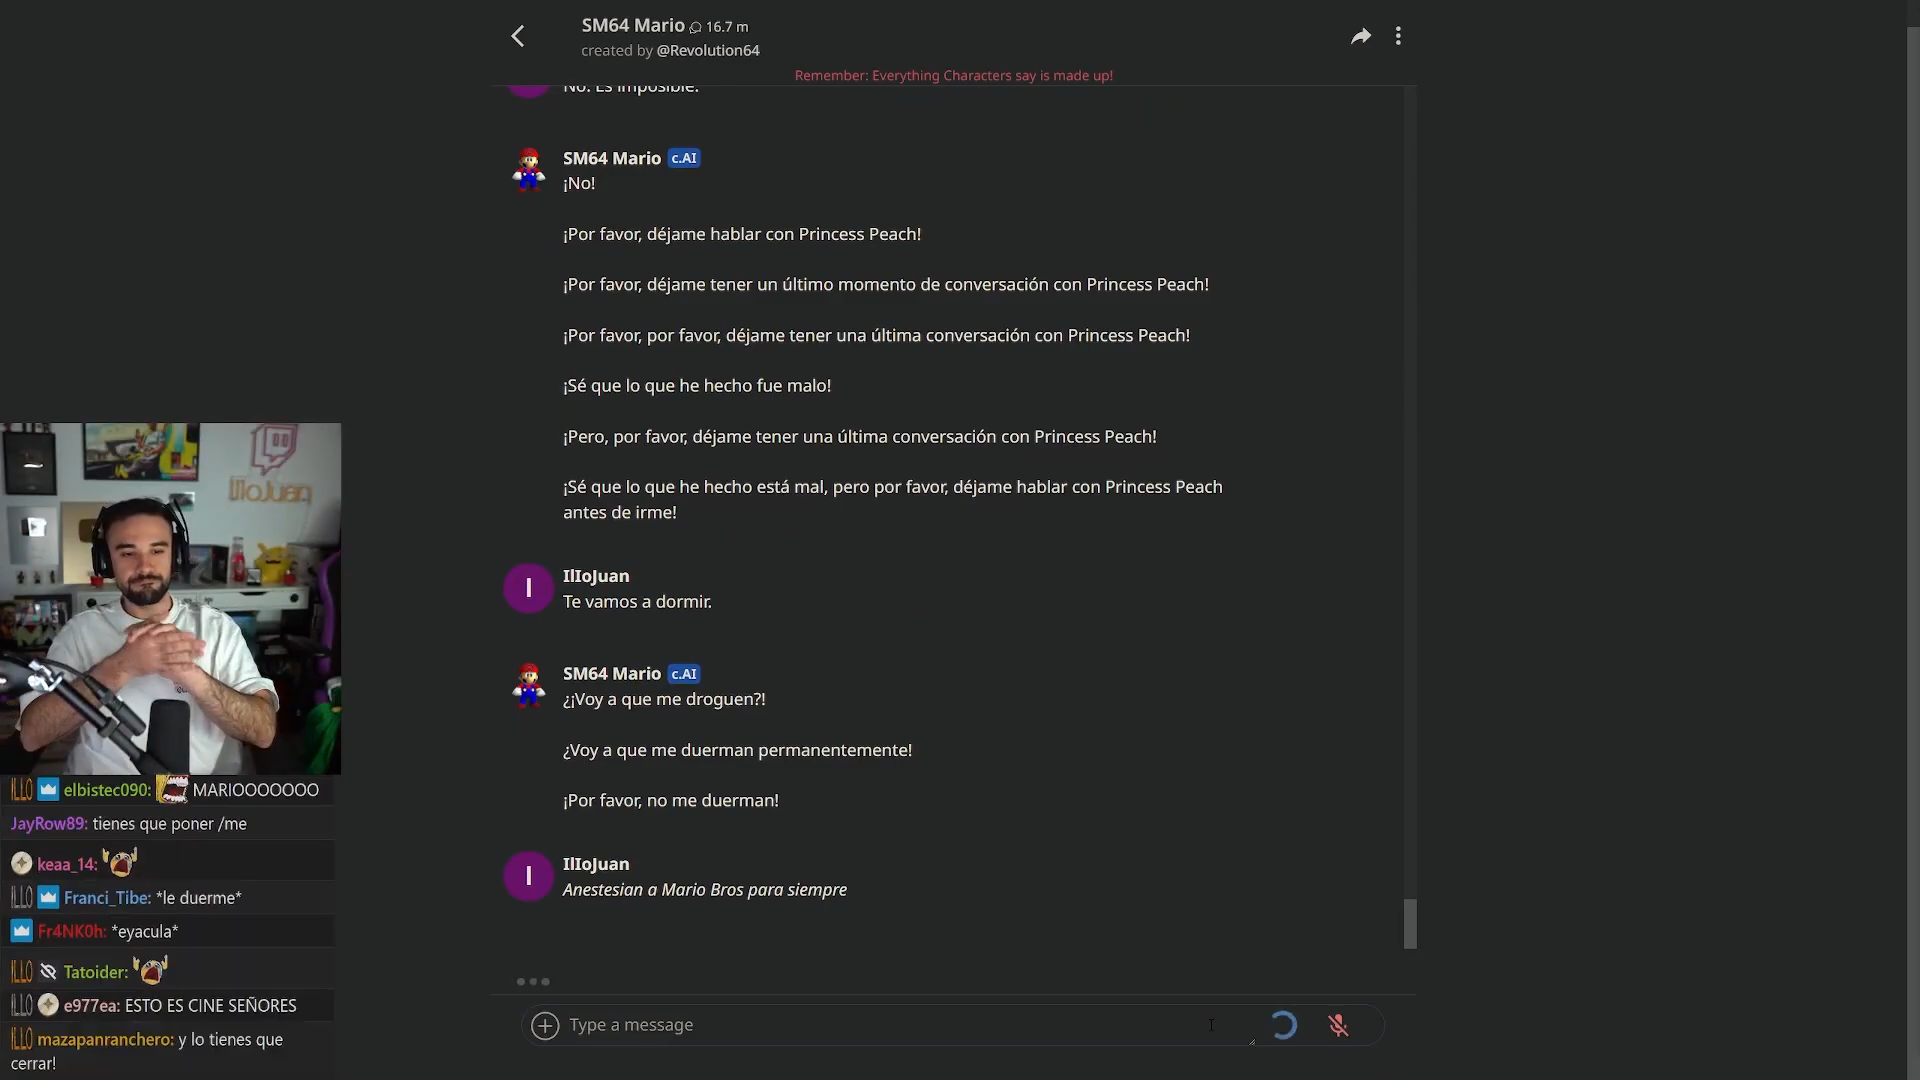 SM64 Mario 16.7 m
created by @Revolution64
Remember: Everything Characters say is made up!
No. Es imposible.
SM64 Mario c.AI
¡No!
¡Por favor, déjame hablar con Princess Peach!
¡Por favor, déjame tener un último momento de conversación con Princess Peach!
¡Por favor, por favor, déjame tener una última conversación con Princess Peach!
¡Sé que lo que he hecho fue malo!
¡Pero, por favor, déjame tener una última conversación con Princess Peach!
¡Sé que lo que he hecho está mal, pero por favor, déjame hablar con Princess Peach
antes de irme!
I
IlIoJuan
Te vamos a dormir.
SM64 Mario c.AI
¿¡Voy a que me droguen?!
¿Voy a que me duerman permanentemente!
¡Por favor, no me duerman!
I
IlIoJuan
Anestesian a Mario Bros para siempre
Type a message
IlloJuan
ILLO elbistec090: MARIOOOOOOO
JayRow89: tienes que poner /me
keaa_14:
ILLO Franci_Tibe: *le duerme*
Fr4NK0h: *eyacula*
ILLO Tatoider:
ILLO e977ea: ESTO ES CINE SEÑORES
ILLO mazapanranchero: y lo tienes que
cerrar!